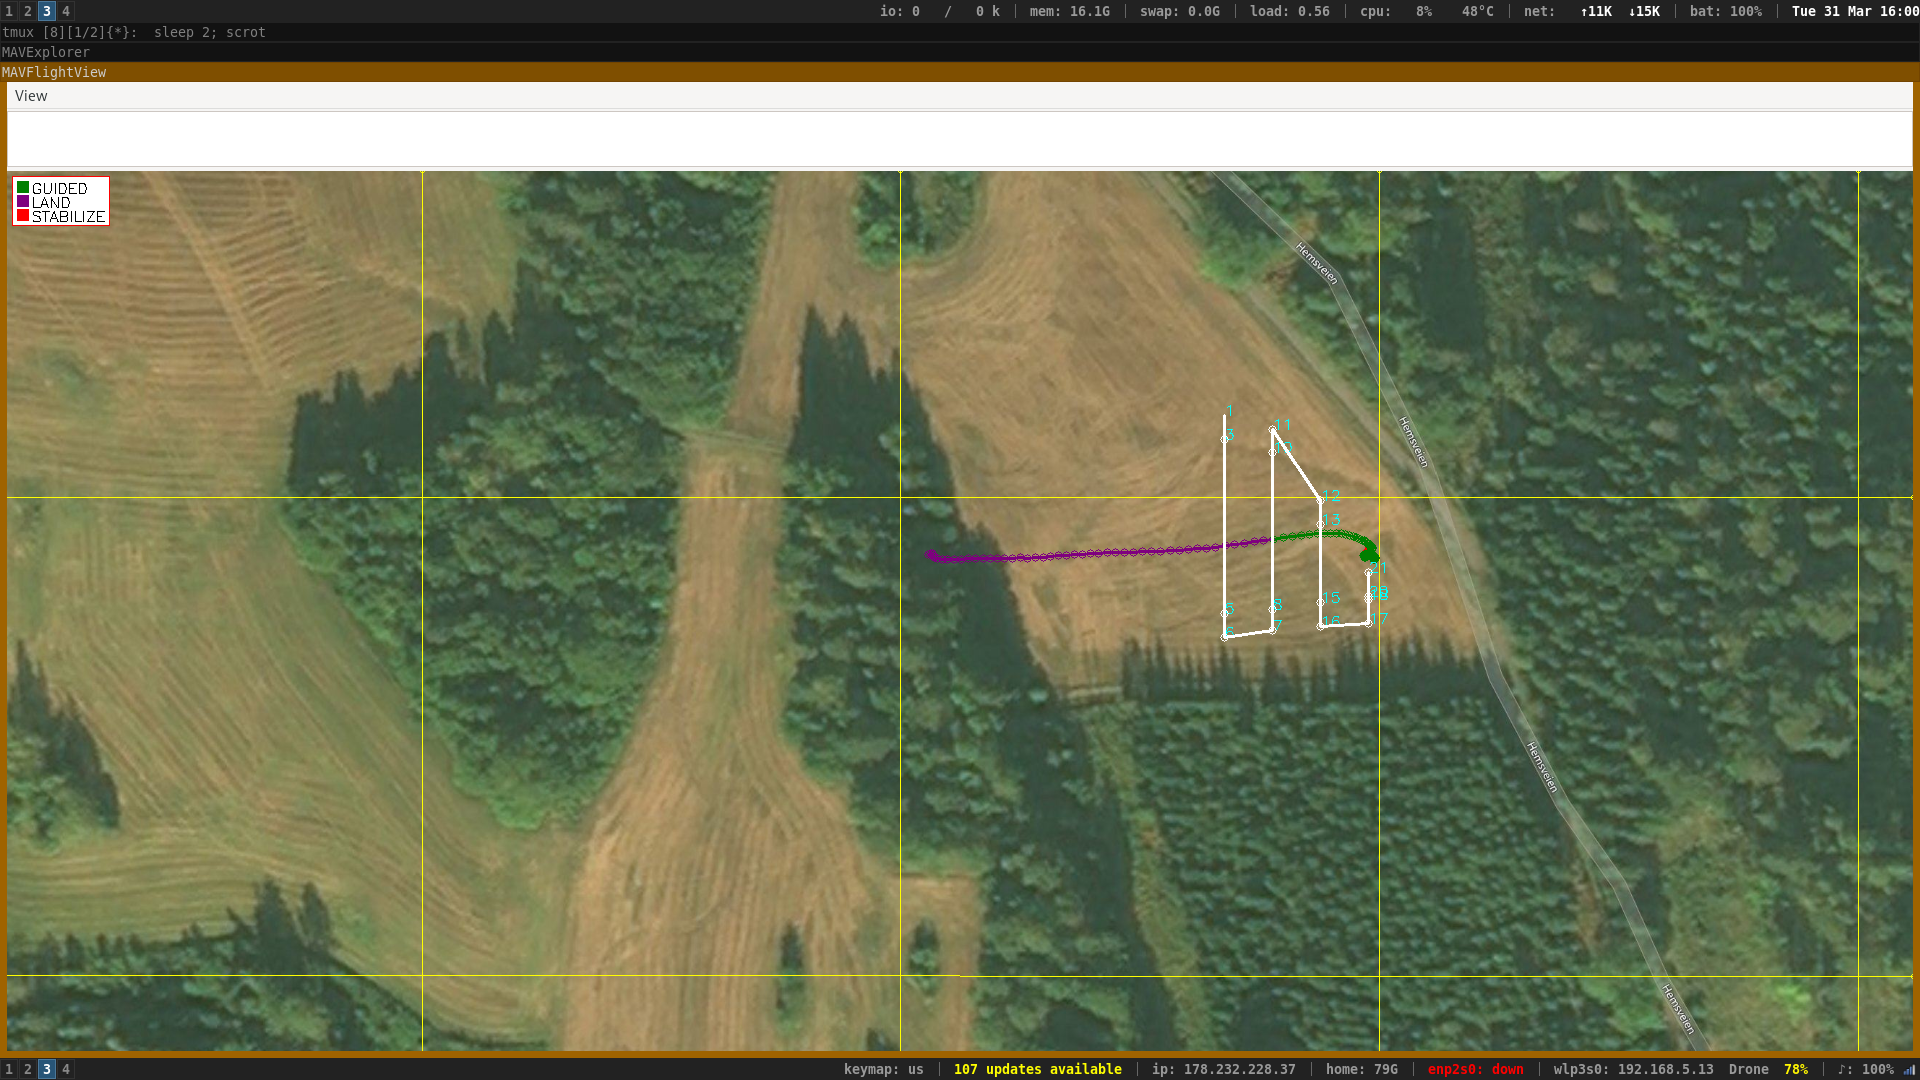 1 2 3 4 io: 0 / 0 k mem: 16.1G swap: 0.0G load: 0.56 cpu: 8% 48°C net: ↑11K ↓15K bat: 100% Tue 31 Mar 16:00
tmux [8][1/2]{*}: sleep 2; scrot
MAVExplorer
MAVFlightView
View
GUIDED
LAND
STABILIZE
Hemsveien
Hemsveien
1
3
11
10
12
13
21
15
5
8
16
17
6
7
Hemsveien
Hemsveien
1 2 3 4 keymap: us 107 updates available ip: 178.232.228.37 home: 79G enp2s0: down wlp3s0: 192.168.5.13 Drone 78% ♪: 100%